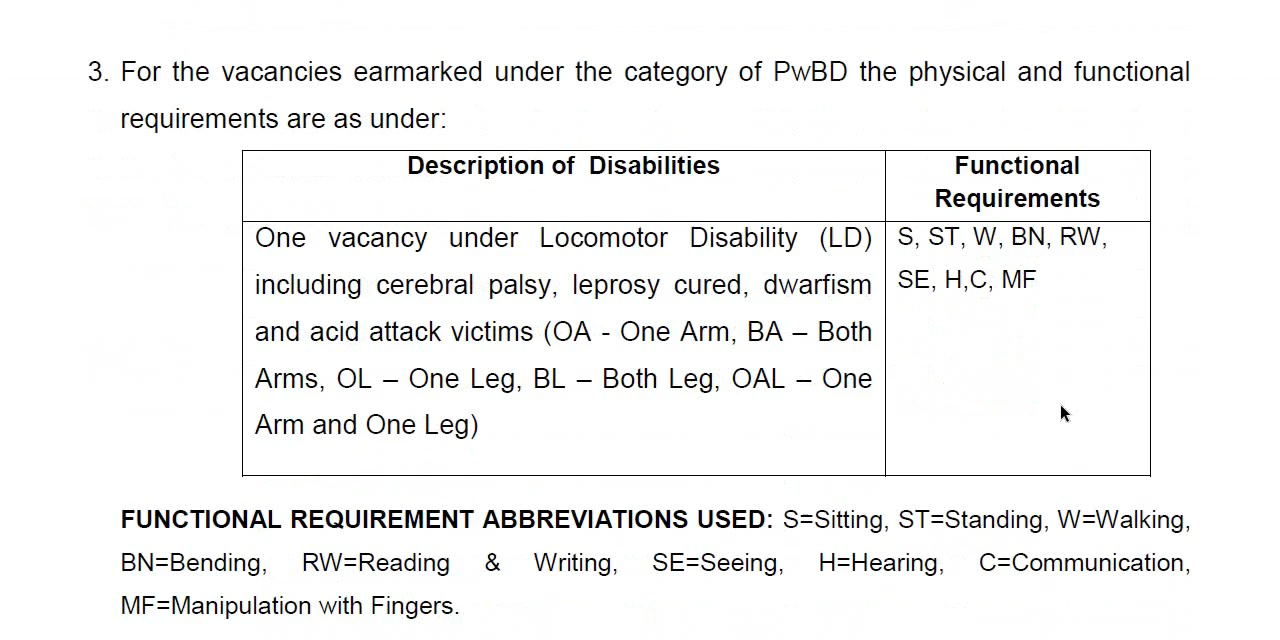 3. For the vacancies earmarked under the category of PwBD the physical and functional
requirements are as under:
Description of Disabilities
Functional
Requirements
One vacancy under Locomotor Disability (LD)
including cerebral palsy, leprosy cured, dwarfism
and acid attack victims (OA - One Arm, BA – Both
Arms, OL – One Leg, BL – Both Leg, OAL – One
Arm and One Leg)
S, ST, W, BN, RW,
SE, H,C, MF
FUNCTIONAL REQUIREMENT ABBREVIATIONS USED: S=Sitting, ST=Standing, W=Walking,
BN=Bending, RW=Reading & Writing, SE=Seeing, H=Hearing, C=Communication,
MF=Manipulation with Fingers.